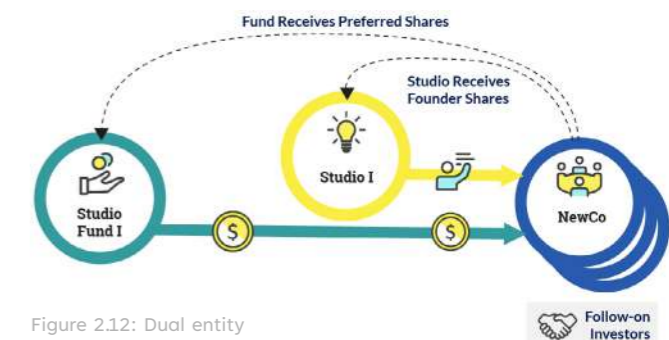 Fund Receives Preferred Shares
Studio Receives
Founder Shares
Studio I
Studio
Fund I
$
$
NewCo
Figure 2.12: Dual entity
Follow-on
Investors